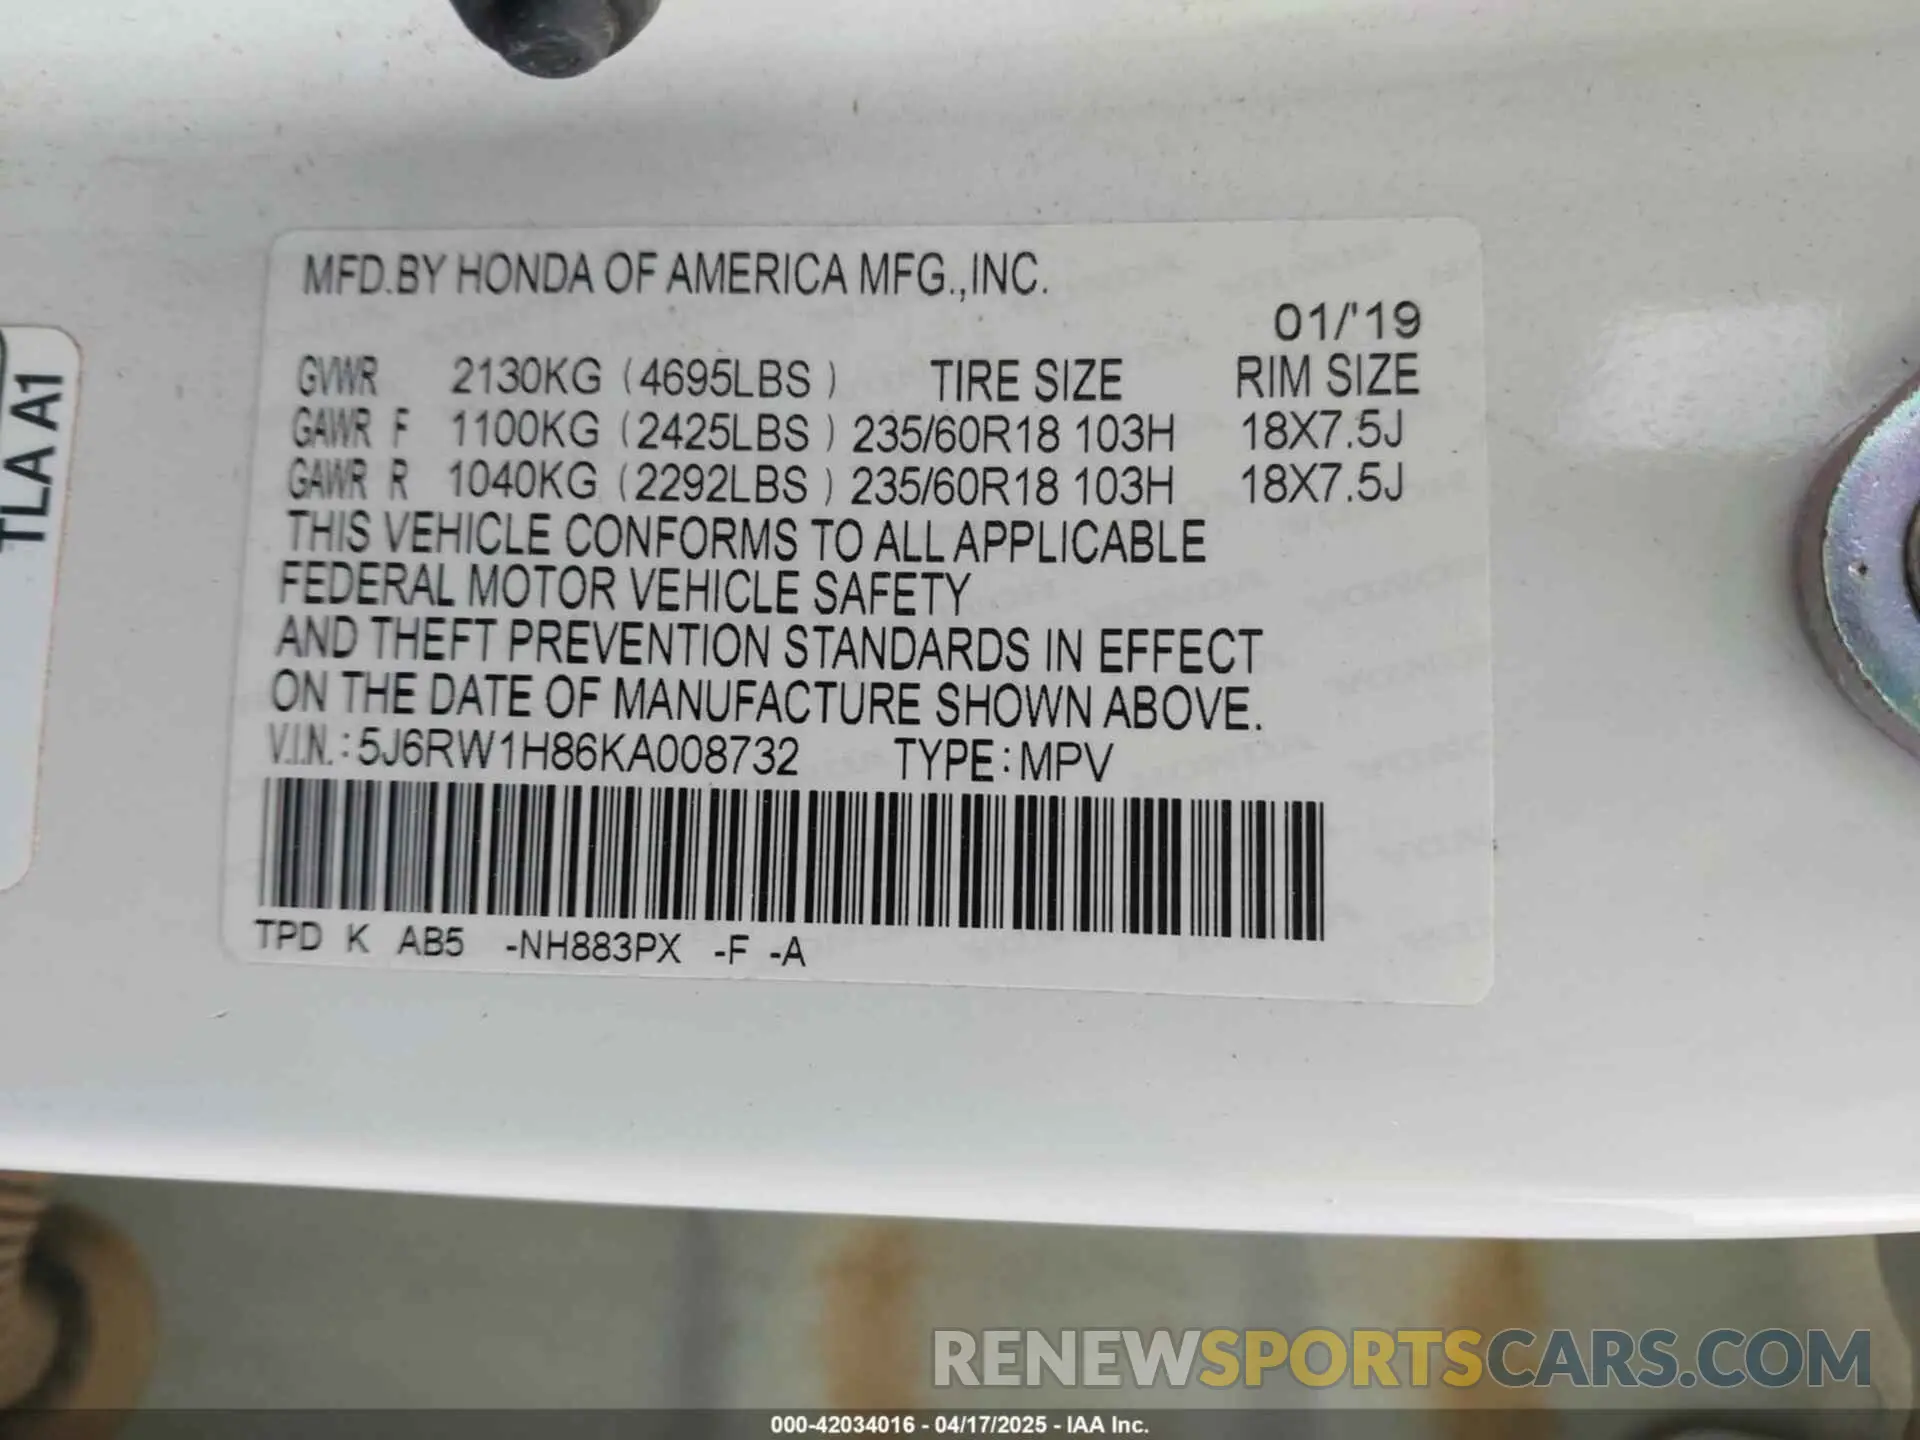 MFD.BY HONDA OF AMERICA MFG.,INC.
01/'19
GVWR 2130KG (4695LBS ) TIRE SIZE RIM SIZE
GAWR F 1100KG (2425LBS ) 235/60R18 103H 18X7.5J
GAWR R 1040KG (2292LBS ) 235/60R18 103H 18X7.5J
THIS VEHICLE CONFORMS TO ALL APPLICABLE
FEDERAL MOTOR VEHICLE SAFETY
AND THEFT PREVENTION STANDARDS IN EFFECT
ON THE DATE OF MANUFACTURE SHOWN ABOVE.
V.I.N.: 5J6RW1H86KA008732 TYPE: MPV
TPD K AB5 -NH883PX -F -A
TLA A1
RENEWSPORTSCARS.COM
000-42034016 - 04/17/2025 - IAA Inc.